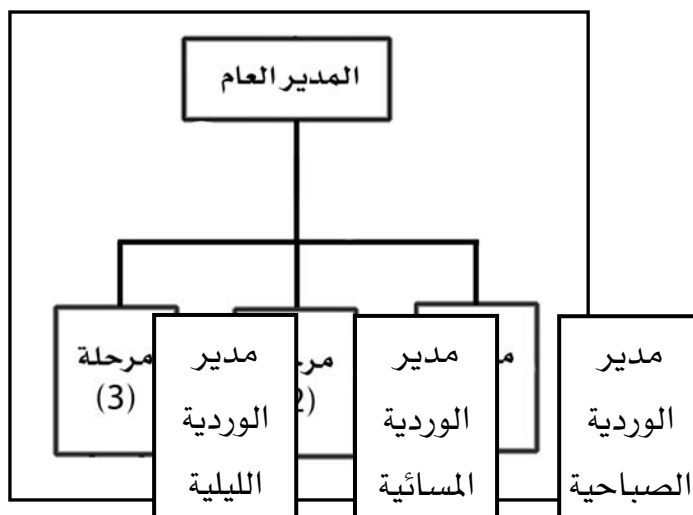 المدير العام
مدير
الوردية
الصباحية
مدير
الوردية
المسائية
مدير
الوردية
الليلية
مرحلة
(3)